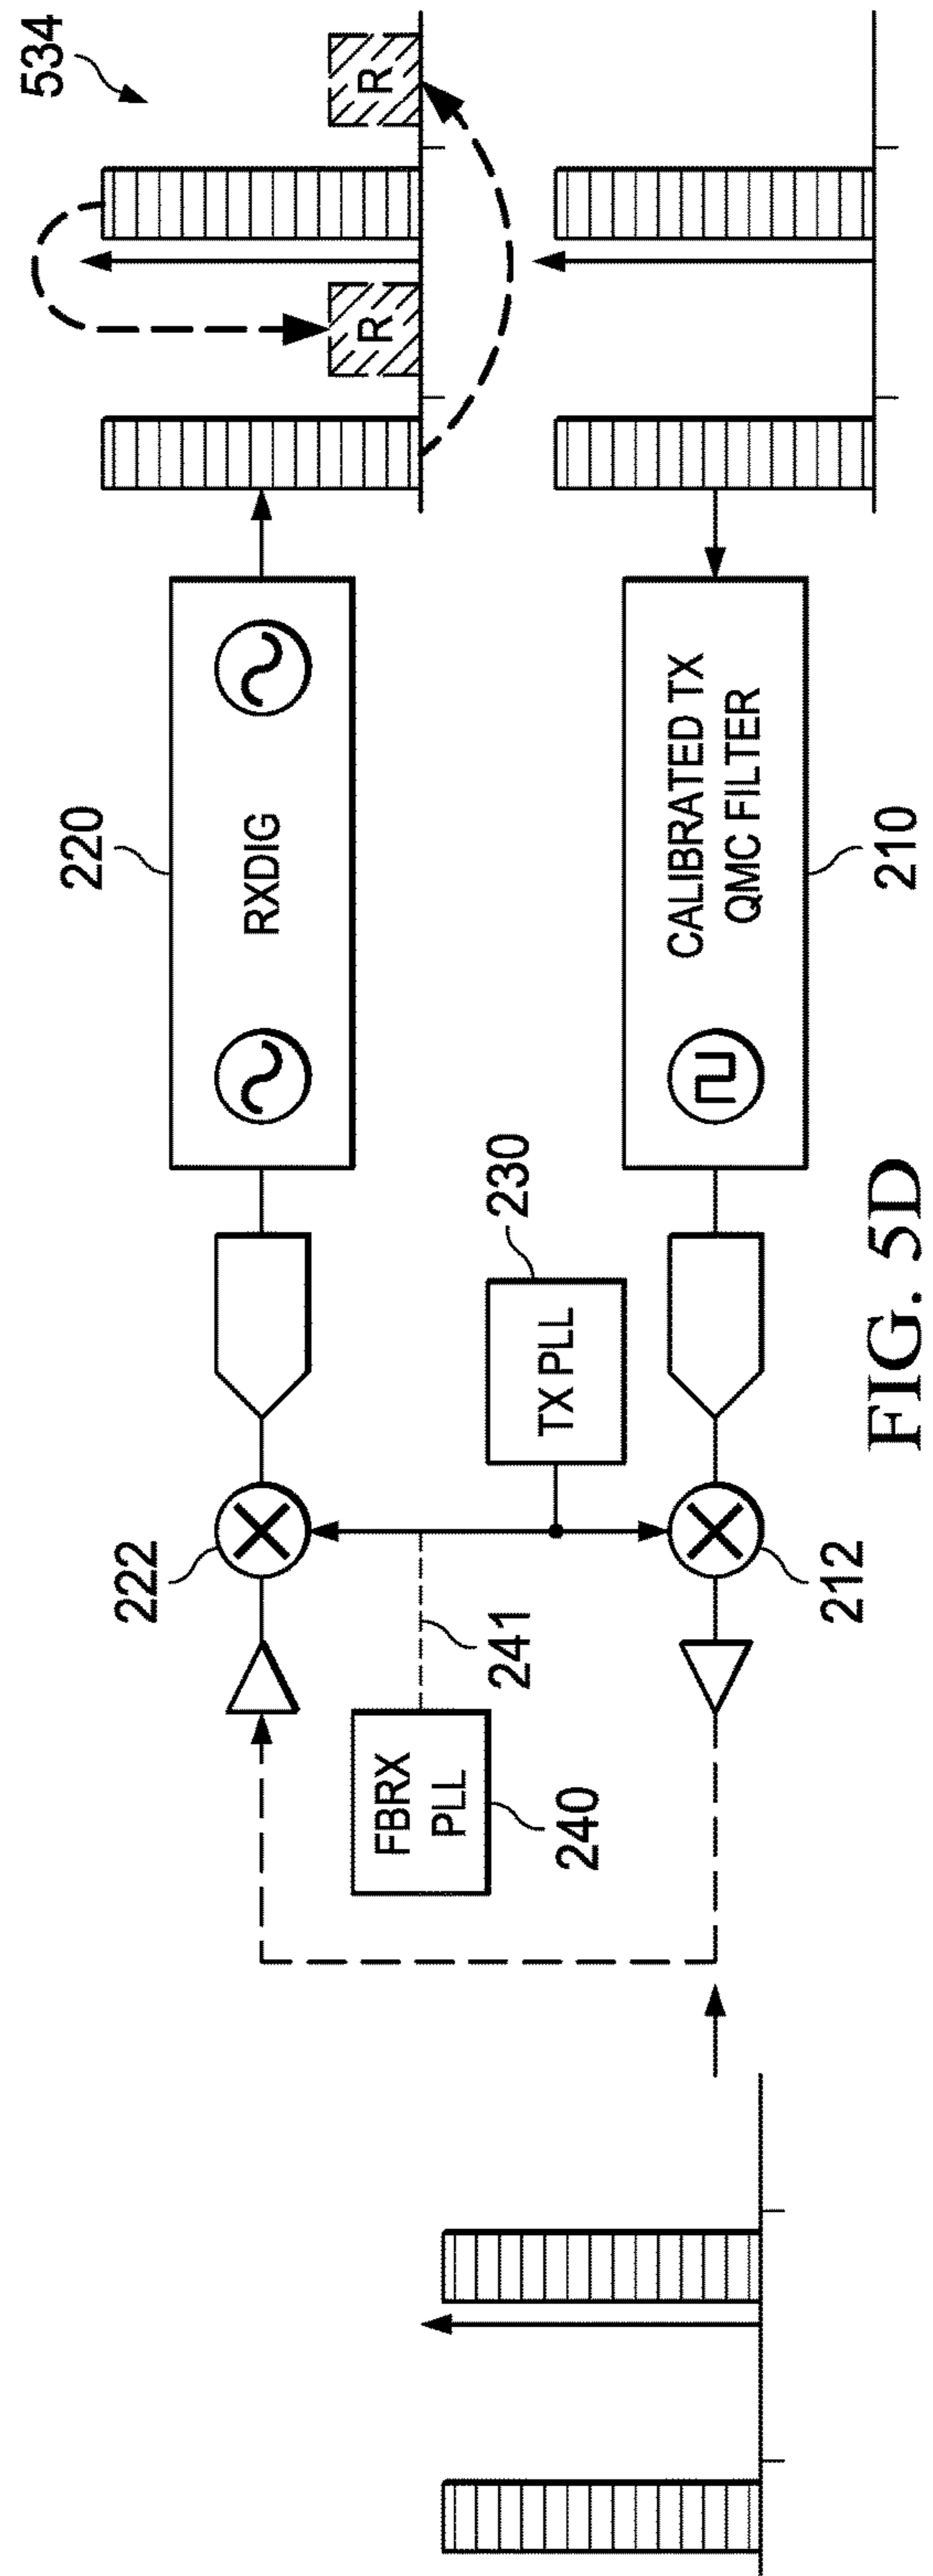 534
R
R
220
RXDIG
222
230
TX PLL
241
FBRX
PLL
240
CALIBRATED TX
QMC FILTER
210
212
FIG. 5D